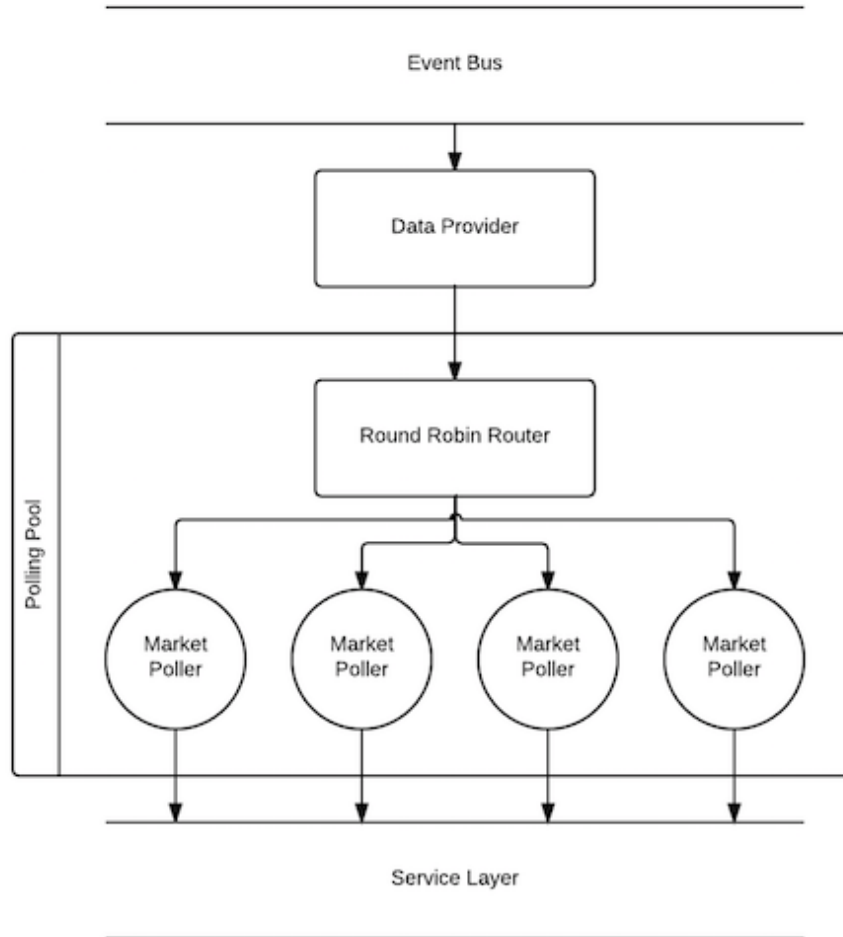 Event Bus
Data Provider
Round Robin Router
Polling Pool
Market
Poller
Market
Poller
Market
Poller
Market
Poller
Service Layer